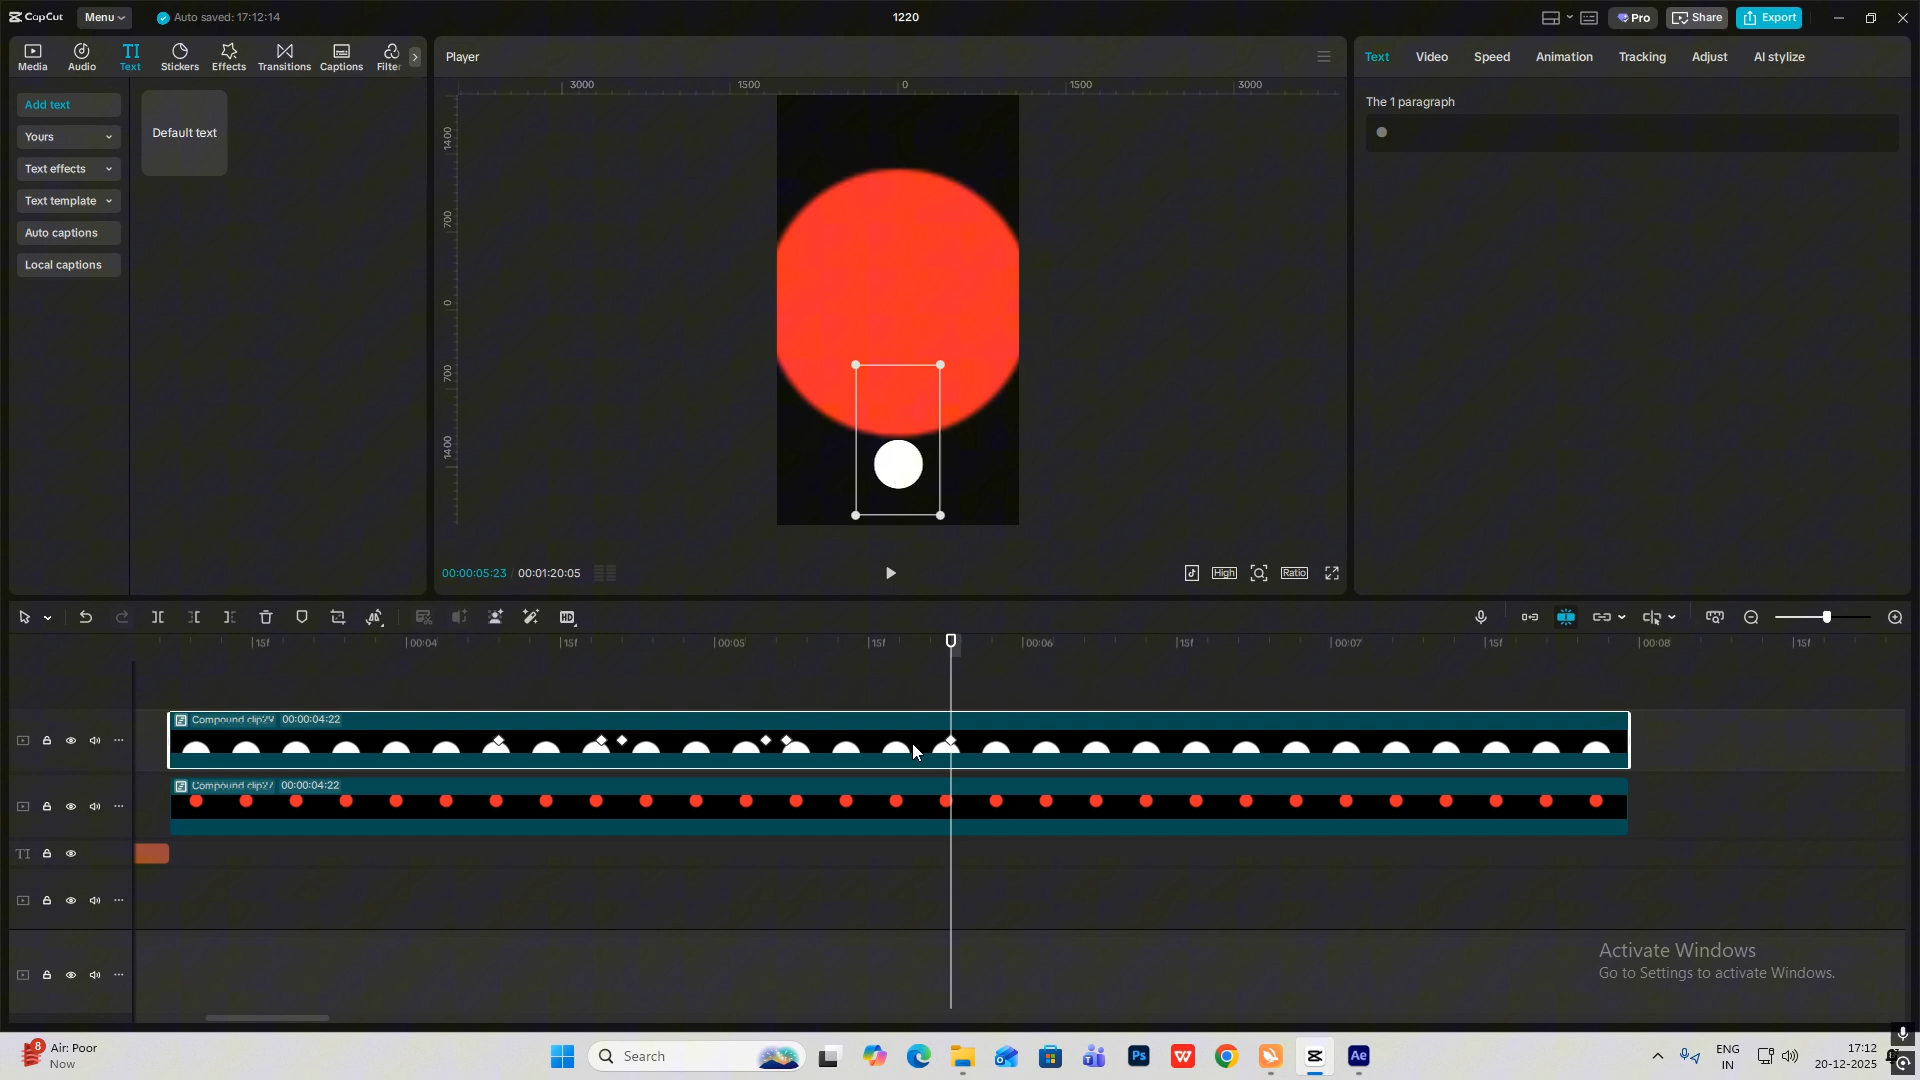 CapCut Menu Auto saved: 17:12:14 1220 Pro Share Export
Media Audio Text Stickers Effects Transitions Captions Filter
Add text
Yours
Text effects
Text template
Auto captions
Local captions
Default text
Player
3000 1500 0 1500 3000
1400
700
0
700
1400
00:00:05:23 / 00:01:20:05
High Ratio
Text Video Speed Animation Tracking Adjust AI stylize
The 1 paragraph
HD
15f 00:04 15f 00:05 15f 00:06 15f 00:07 15f 00:08 15f
Compound clip29 00:00:04:22
Compound clip27 00:00:04:22
TI
Activate Windows
Go to Settings to activate Windows.
8 Air: Poor
Now
Search
Ps
W
Ae
ENG
IN
17:12
20-12-2025